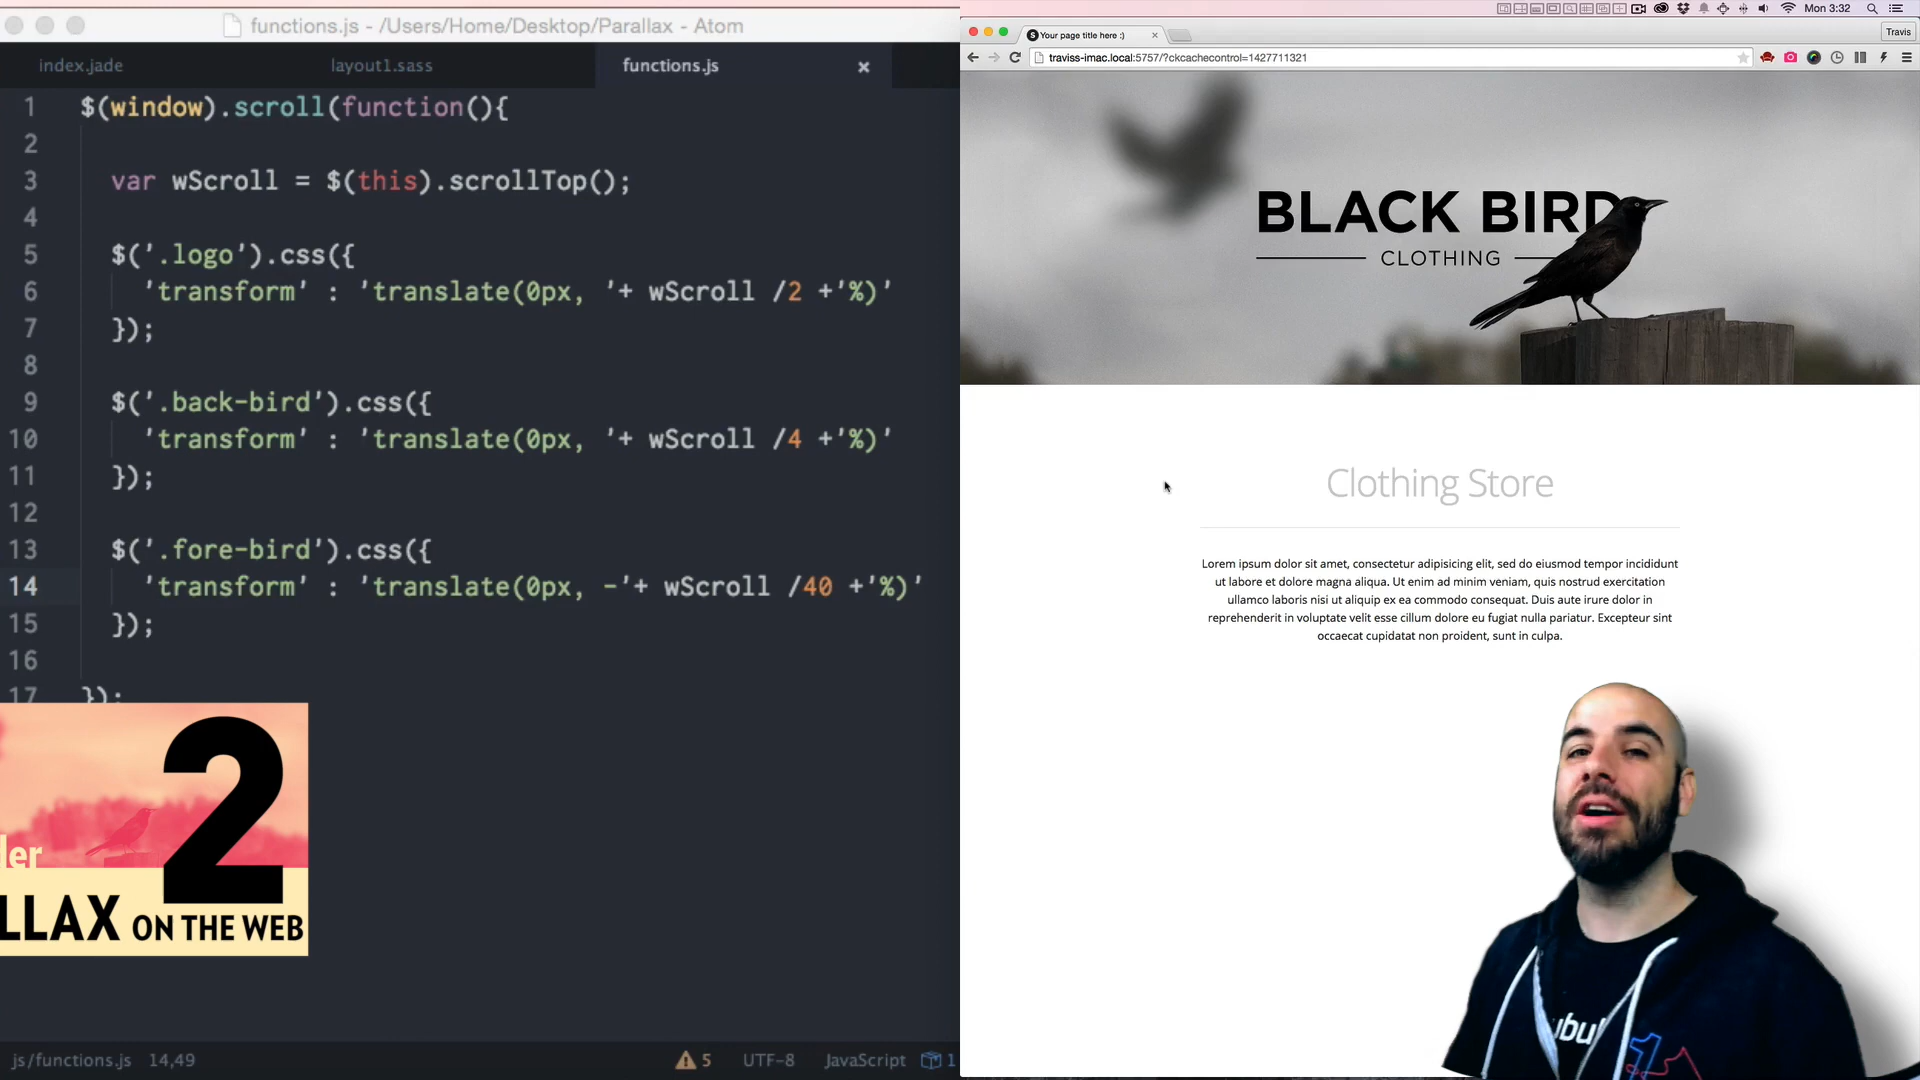 functions.js - /Users/Home/Desktop/Parallax - Atom
index.jade
layout1.sass
functions.js
1 $(window).scroll(function(){
2
3 var wScroll = $(this).scrollTop();
4
5 $('.logo').css({
6 'transform' : 'translate(0px, '+ wScroll /2 +'%)'
7 });
8
9 $('.back-bird').css({
10 'transform' : 'translate(0px, '+ wScroll /4 +'%)'
11 });
12
13 $('.fore-bird').css({
14 'transform' : 'translate(0px, -'+ wScroll /40 +'%)'
15 });
16
17 });
2
der
LLAX ON THE WEB
js/functions.js 14,49
5 UTF-8 JavaScript 1
Mon 3:32
Your page title here :)
Travis
traviss-imac.local:5757/?ckcachecontrol=1427711321
BLACK BIRD
CLOTHING
Clothing Store
Lorem ipsum dolor sit amet, consectetur adipisicing elit, sed do eiusmod tempor incididunt
ut labore et dolore magna aliqua. Ut enim ad minim veniam, quis nostrud exercitation
ullamco laboris nisi ut aliquip ex ea commodo consequat. Duis aute irure dolor in
reprehenderit in voluptate velit esse cillum dolore eu fugiat nulla pariatur. Excepteur sint
occaecat cupidatat non proident, sunt in culpa.